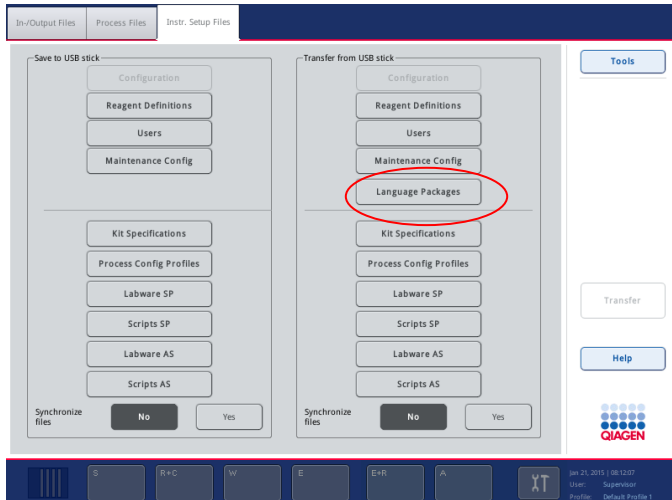 In-/Output Files
Process Files
Instr. Setup Files
Save to USB stick
Configuration
Reagent Definitions
Users
Maintenance Config
Kit Specifications
Process Config Profiles
Labware SP
Scripts SP
Labware AS
Scripts AS
Synchronize
files
No
Yes
Transfer from USB stick
Configuration
Reagent Definitions
Users
Maintenance Config
Language Packages
Kit Specifications
Process Config Profiles
Labware SP
Scripts SP
Labware AS
Scripts AS
Synchronize
files
No
Yes
Tools
Transfer
Help
QIAGEN
S
R+C
W
E
E+R
A
Jan 21, 2015 | 08:12:07
User: Supervisor
Profile: Default Profile 1